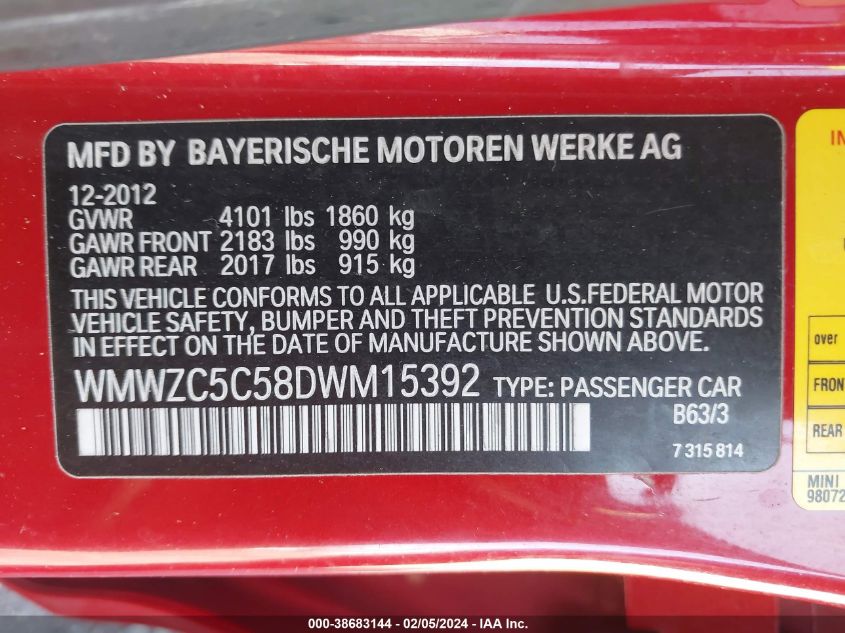 MFD BY BAYERISCHE MOTOREN WERKE AG
12-2012
GVWR 4101 lbs 1860 kg
GAWR FRONT 2183 lbs 990 kg
GAWR REAR 2017 lbs 915 kg
THIS VEHICLE CONFORMS TO ALL APPLICABLE U.S.FEDERAL MOTOR
VEHICLE SAFETY, BUMPER AND THEFT PREVENTION STANDARDS
IN EFFECT ON THE DATE OF MANUFACTURE SHOWN ABOVE.
WMWZC5C58DWM15392 TYPE: PASSENGER CAR
B63/3
7 315 814
IN
over
FRON
REAR
MINI
98072
000-38683144 - 02/05/2024 - IAA Inc.